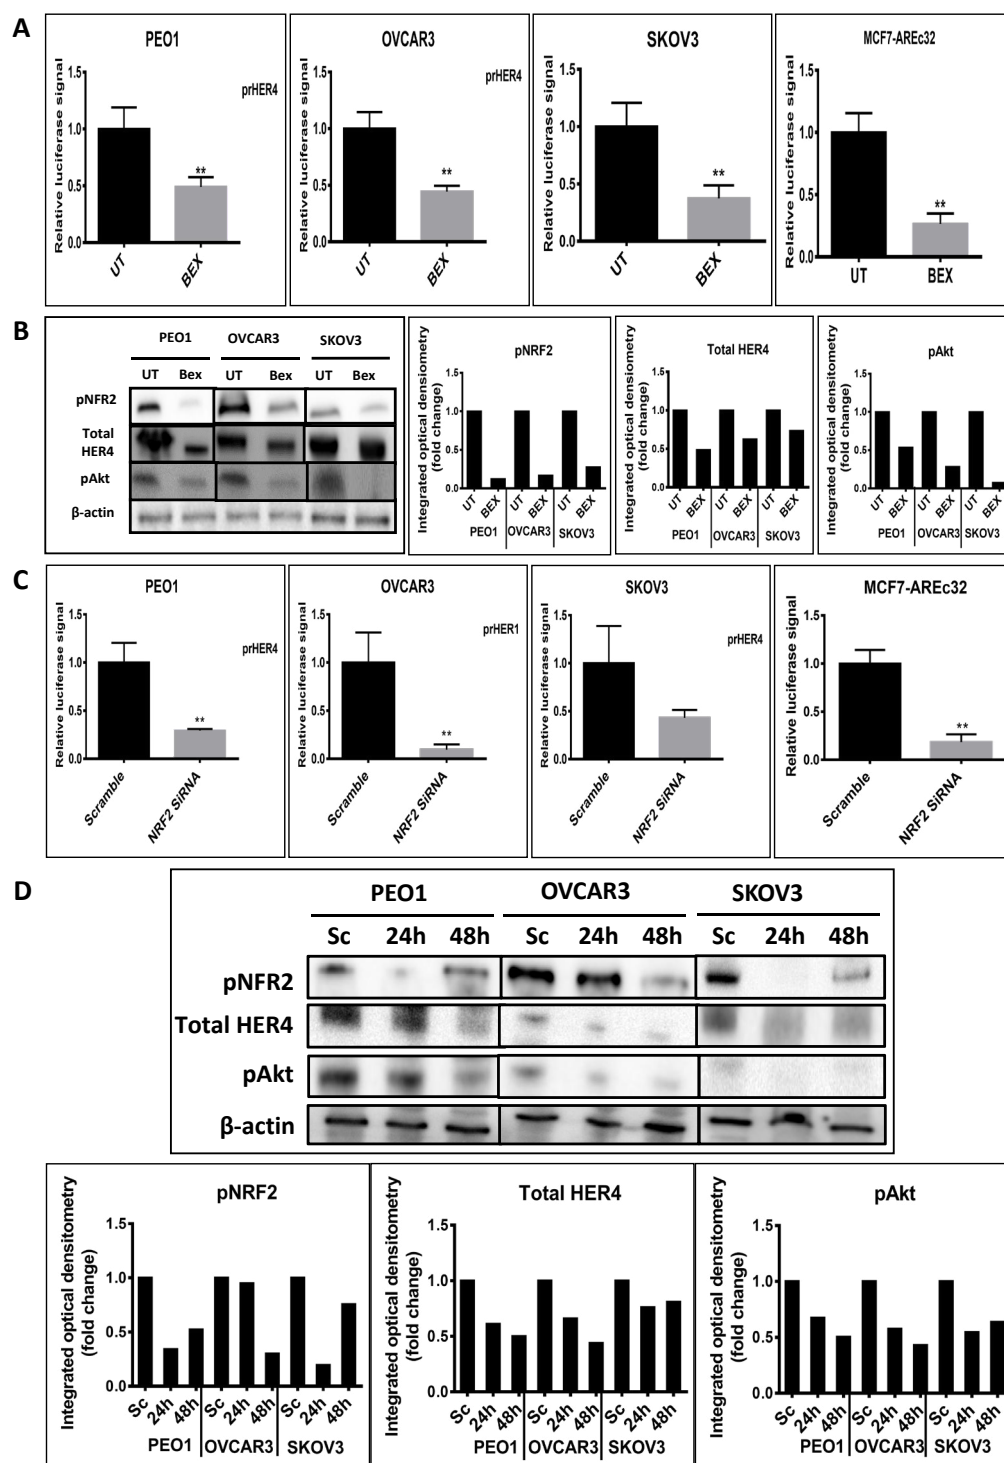 A
PEO1
Relative luciferase signal
1.5
1.0
0.5
0.0
prHER4
**
UT
BEX
OVCAR3
Relative luciferase signal
1.5
1.0
0.5
0.0
prHER4
**
UT
BEX
SKOV3
Relative luciferase signal
1.5
1.0
0.5
0.0
**
UT
BEX
MCF7-AREc32
Relative luciferase signal
1.5
1.0
0.5
0.0
**
UT
BEX
B
PEO1 OVCAR3 SKOV3
UT Bex UT Bex UT Bex
pNFR2
Total
HER4
pAkt
β-actin
pNRF2
Integrated optical densiometry
(fold change)
1.5
1.0
0.5
0.0
UT BEX UT BEX UT BEX
PEO1 OVCAR3 SKOV3
Total HER4
Integrated optical densiometry
(fold change)
1.5
1.0
0.5
0.0
UT BEX UT BEX UT BEX
PEO1 OVCAR3 SKOV3
pAkt
Integrated optical densiometry
(fold change)
1.5
1.0
0.5
0.0
UT BEX UT BEX UT BEX
PEO1 OVCAR3 SKOV3
C
PEO1
Relative luciferase signal
1.5
1.0
0.5
0.0
prHER4
**
Scramble
NRF2 SiRNA
OVCAR3
Relative luciferase signal
1.5
1.0
0.5
0.0
prHER1
**
Scramble
NRF2 SiRNA
SKOV3
Relative luciferase signal
1.5
1.0
0.5
0.0
prHER4
Scramble
NRF2 SiRNA
MCF7-AREc32
Relative luciferase signal
1.5
1.0
0.5
0.0
**
Scramble
NRF2 SiRNA
D
PEO1 OVCAR3 SKOV3
Sc 24h 48h Sc 24h 48h Sc 24h 48h
pNFR2
Total HER4
pAkt
β-actin
pNRF2
Integrated optical densitometry
(fold change)
1.5
1.0
0.5
0.0
Sc 24h 48h Sc 24h 48h Sc 24h 48h
PEO1 OVCAR3 SKOV3
Total HER4
Integrated optical densitometry
(fold change)
1.5
1.0
0.5
0.0
Sc 24h 48h Sc 24h 48h Sc 24h 48h
PEO1 OVCAR3 SKOV3
pAkt
Integrated optical densitometry
(fold change)
1.5
1.0
0.5
0.0
Sc 24h 48h Sc 24h 48h Sc 24h 48h
PEO1 OVCAR3 SKOV3